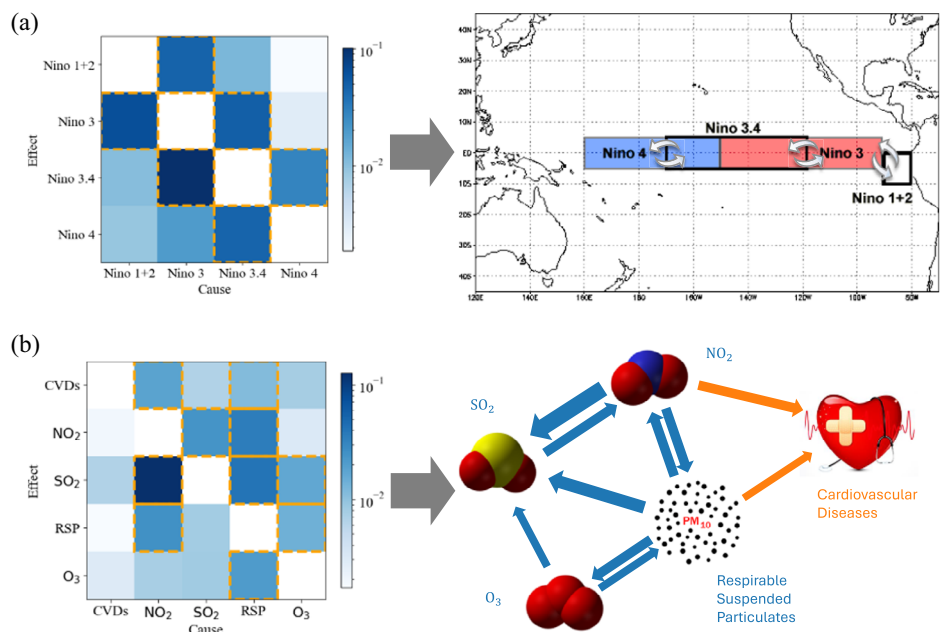 (a)
Nino 1+2
Nino 3
Nino 3.4
Nino 4
Effect
Nino 1+2 Nino 3 Nino 3.4 Nino 4
Cause
10⁻¹
10⁻²
45N
40N
30N
20N
10N
EQ
10S
20S
30S
40S
120E 140E 160E 180 160W 140W 120W 100W 80W
Nino 3.4
Nino 4
Nino 3
Nino 1+2
(b)
CVDs
NO₂
SO₂
RSP
O₃
Effect
CVDs NO₂ SO₂ RSP O₃
Cause
10⁻¹
10⁻²
NO₂
SO₂
PM₁₀
O₃
Cardiovascular
Diseases
Respirable
Suspended
Particulates